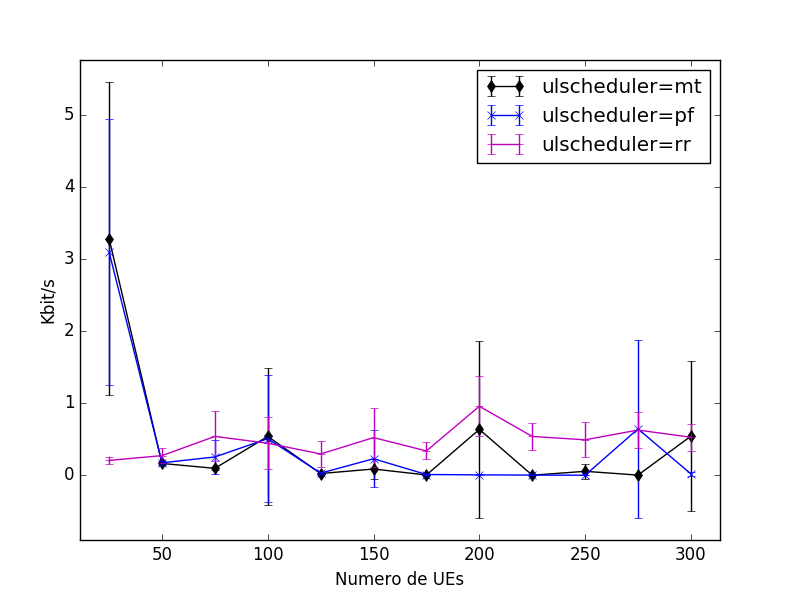 ulscheduler=mt
ulscheduler=pf
ulscheduler=rr
5
4
3
2
1
0
Kbit/s
50 100 150 200 250 300
Numero de UEs